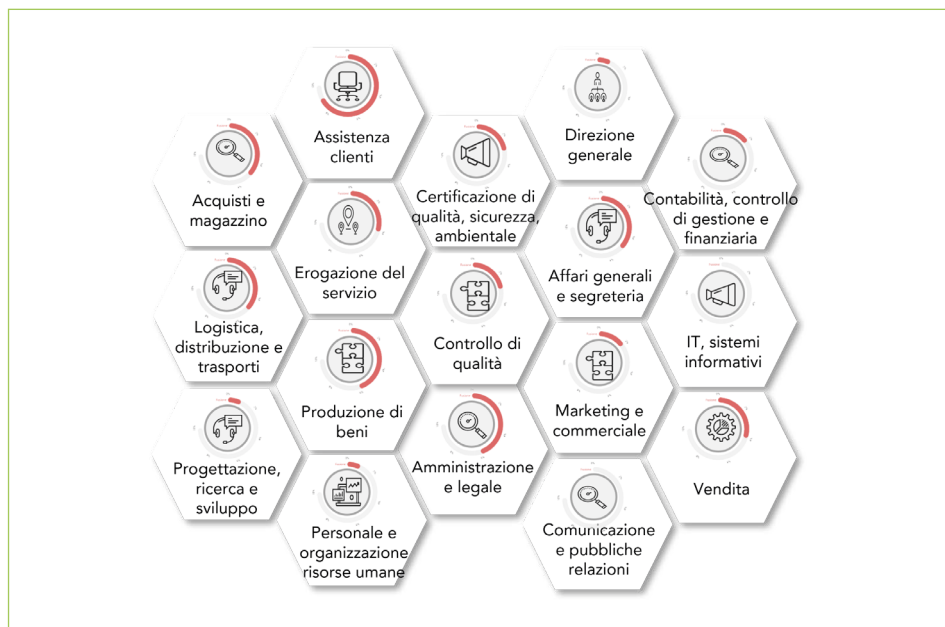 Assistenza
clienti
Direzione
generale
Acquisti e
magazzino
Certificazione di
qualità, sicurezza,
ambientale
Contabilità, controllo
di gestione e
finanziaria
Erogazione del
servizio
Affari generali
e segreteria
Logistica,
distribuzione e
trasporti
Controllo di
qualità
IT, sistemi
informativi
Produzione di
beni
Marketing e
commerciale
Progettazione,
ricerca e
sviluppo
Amministrazione
e legale
Vendita
Personale e
organizzazione
risorse umane
Comunicazione
e pubbliche
relazioni